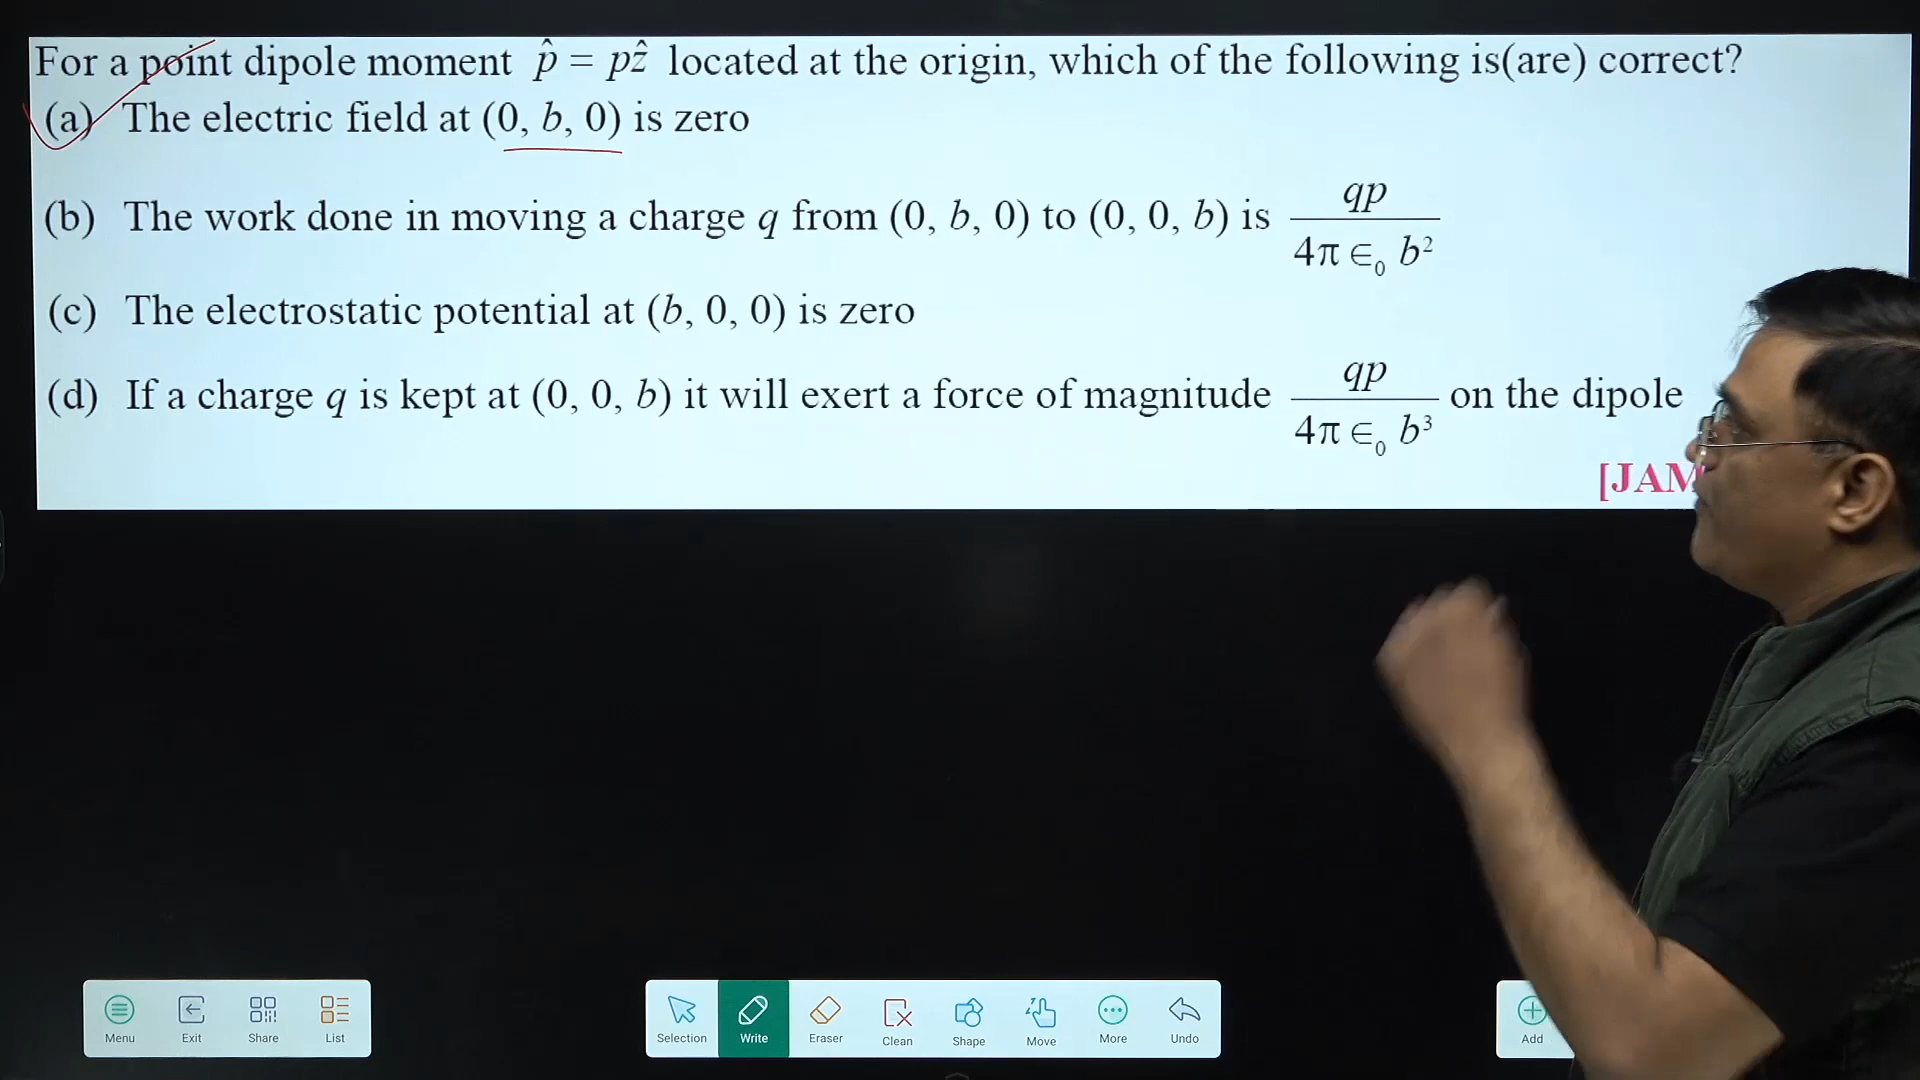 For a point dipole moment p̂ = pẑ located at the origin, which of the following is(are) correct?
(a) The electric field at (0, b, 0) is zero
(b) The work done in moving a charge q from (0, b, 0) to (0, 0, b) is qp / 4π∈₀ b²
(c) The electrostatic potential at (b, 0, 0) is zero
(d) If a charge q is kept at (0, 0, b) it will exert a force of magnitude qp / 4π∈₀ b³ on the dipole
[JAM
Menu Exit Share List Selection Write Eraser Clean Shape Move More Undo Add